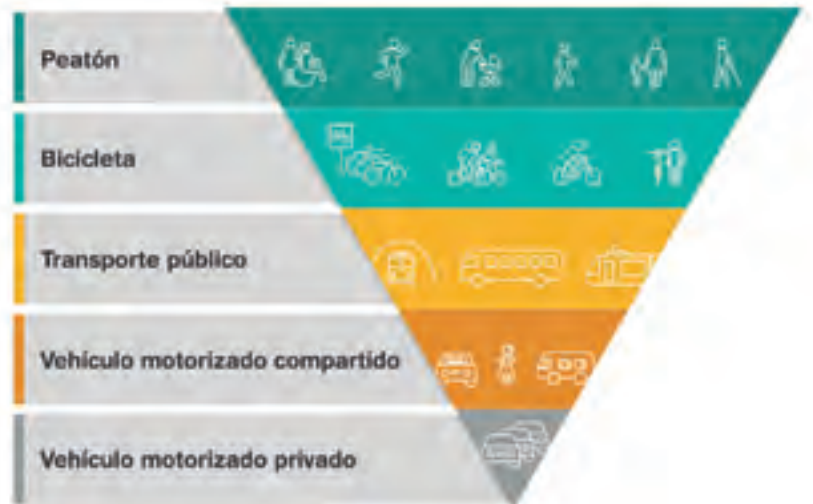 Peatón
Bicicleta
Transporte público
Vehículo motorizado compartido
Vehículo motorizado privado